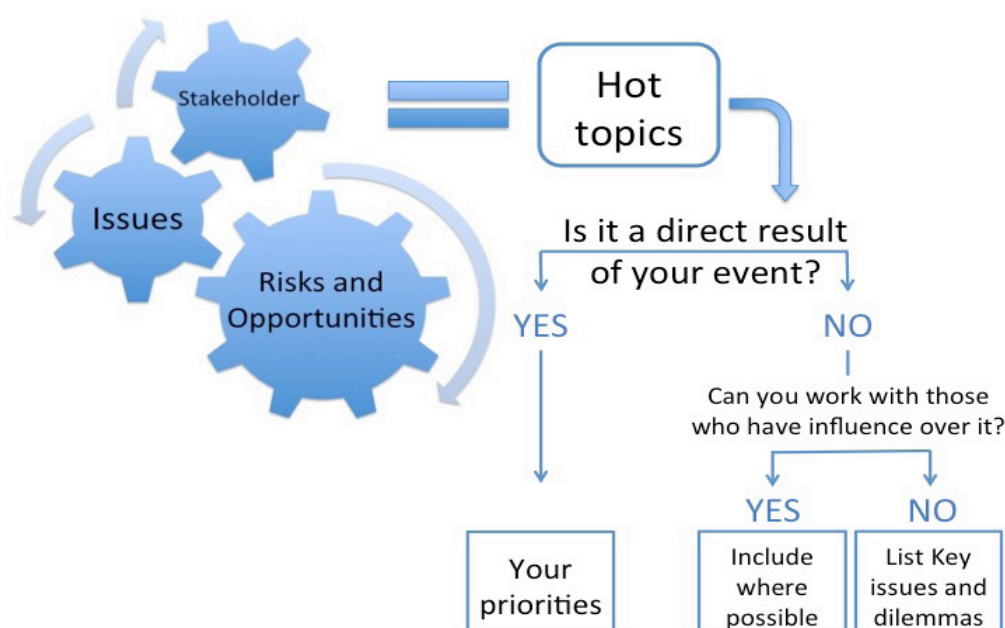 Stakeholder
Issues
Risks and
Opportunities
Hot
topics
Is it a direct result
of your event?
YES
NO
Can you work with those
who have influence over it?
YES
NO
Your
priorities
Include
where
possible
List Key
issues and
dilemmas